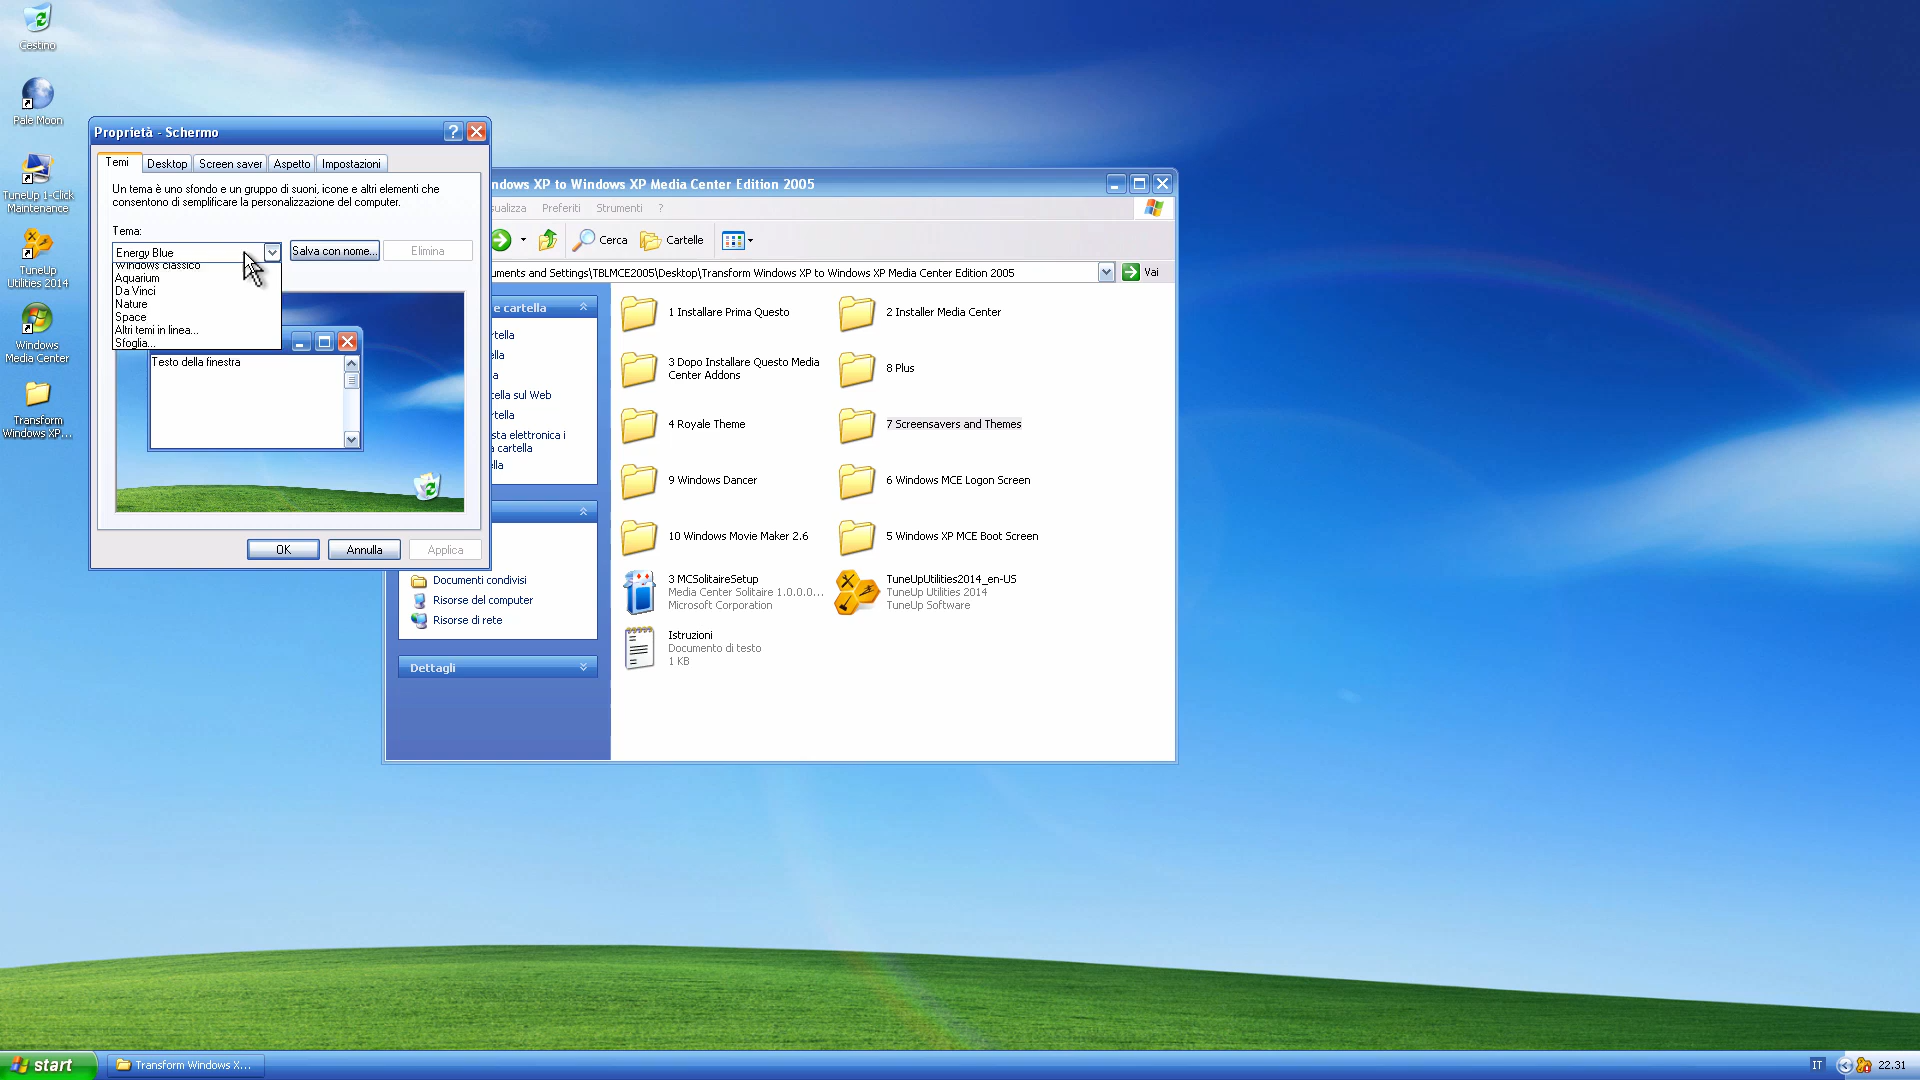 Cestino
Pale Moon
TuneUp 1-Click
Maintenance
TuneUp
Utilities 2014
Windows
Media Center
Transform
Windows XP...
Proprietà - Schermo
Temi
Desktop
Screen saver
Aspetto
Impostazioni
Un tema è uno sfondo e un gruppo di suoni, icone e altri elementi che
consentono di semplificare la personalizzazione del computer.
Tema:
Energy Blue
Salva con nome...
Elimina
Windows classico
Aquarium
Da Vinci
Nature
Space
Altri temi in linea...
Sfoglia...
Testo della finestra
OK
Annulla
Applica
ndows XP to Windows XP Media Center Edition 2005
sualizza
Preferiti
Strumenti
?
Cerca
Cartelle
uments and Settings\TBLMCE2005\Desktop\Transform Windows XP to Windows XP Media Center Edition 2005
Vai
e cartella
rtella
ella
a
tella sul Web
rtella
sta elettronica i
a cartella
ella
Documenti condivisi
Risorse del computer
Risorse di rete
Dettagli
1 Installare Prima Questo
2 Installer Media Center
3 Dopo Installare Questo Media
Center Addons
8 Plus
4 Royale Theme
7 Screensavers and Themes
9 Windows Dancer
6 Windows MCE Logon Screen
10 Windows Movie Maker 2.6
5 Windows XP MCE Boot Screen
3 MCSolitaireSetup
Media Center Solitaire 1.0.0.0...
Microsoft Corporation
TuneUpUtilities2014_en-US
TuneUp Utilities 2014
TuneUp Software
Istruzioni
Documento di testo
1 KB
start
Transform Windows X...
IT
22.31